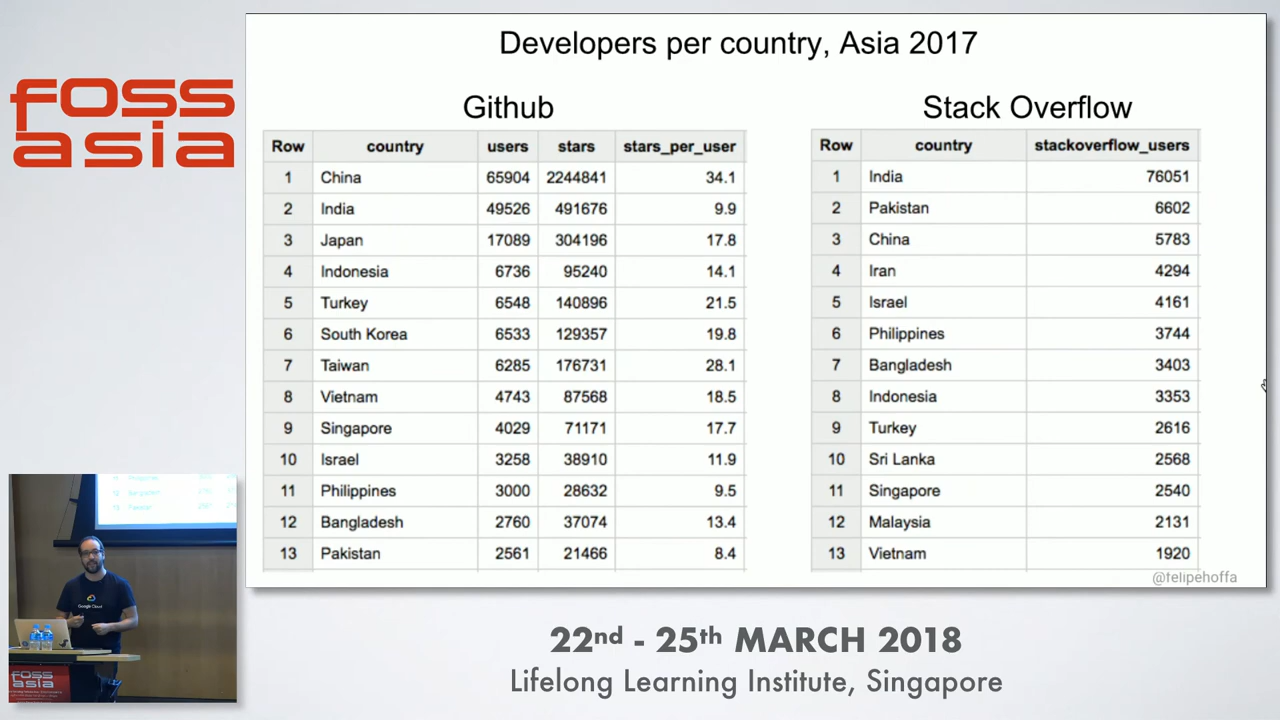 foss
asia
Developers per country, Asia 2017
Github
Row country users stars stars_per_user
1 China 65904 2244841 34.1
2 India 49526 491676 9.9
3 Japan 17089 304196 17.8
4 Indonesia 6736 95240 14.1
5 Turkey 6548 140896 21.5
6 South Korea 6533 129357 19.8
7 Taiwan 6285 176731 28.1
8 Vietnam 4743 87568 18.5
9 Singapore 4029 71171 17.7
10 Israel 3258 38910 11.9
11 Philippines 3000 28632 9.5
12 Bangladesh 2760 37074 13.4
13 Pakistan 2561 21466 8.4
Stack Overflow
Row country stackoverflow_users
1 India 76051
2 Pakistan 6602
3 China 5783
4 Iran 4294
5 Israel 4161
6 Philippines 3744
7 Bangladesh 3403
8 Indonesia 3353
9 Turkey 2616
10 Sri Lanka 2568
11 Singapore 2540
12 Malaysia 2131
13 Vietnam 1920
@felipehoffa
Google Cloud
foss
asia
22nd - 25th MARCH 2018
Lifelong Learning Institute, Singapore